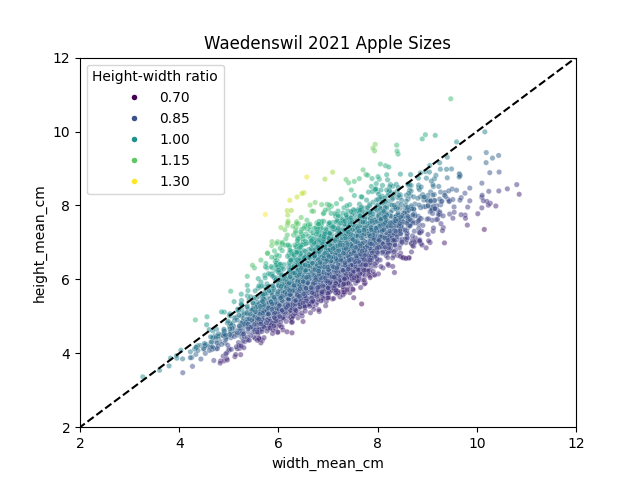 Waedenswil 2021 Apple Sizes
Height-width ratio
0.70
0.85
1.00
1.15
1.30
12
10
8
6
4
2
height_mean_cm
2 4 6 8 10 12
width_mean_cm